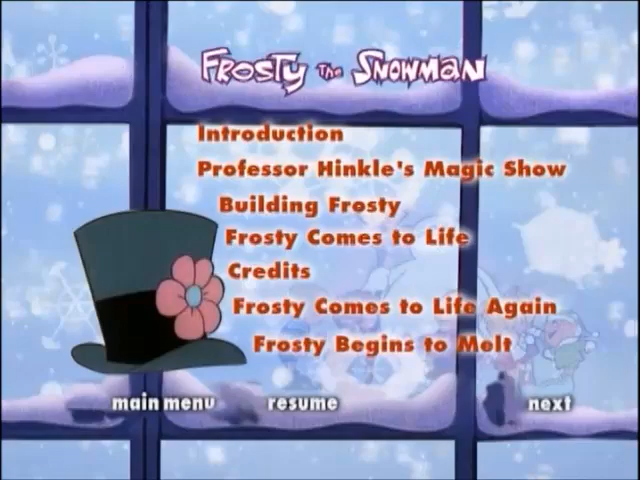 Frosty The Snowman
Introduction
Professor Hinkle's Magic Show
Building Frosty
Frosty Comes to Life
Credits
Frosty Comes to Life Again
Frosty Begins to Melt
main menu resume next